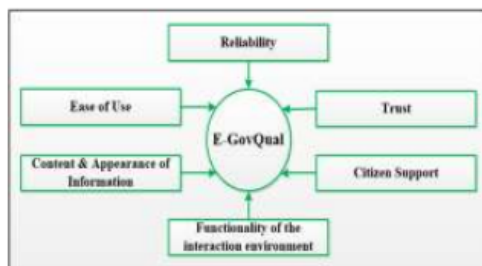 Reliability
Ease of Use
Trust
E-GovQual
Content & Appearance of
Information
Citizen Support
Functionality of the
interaction environment